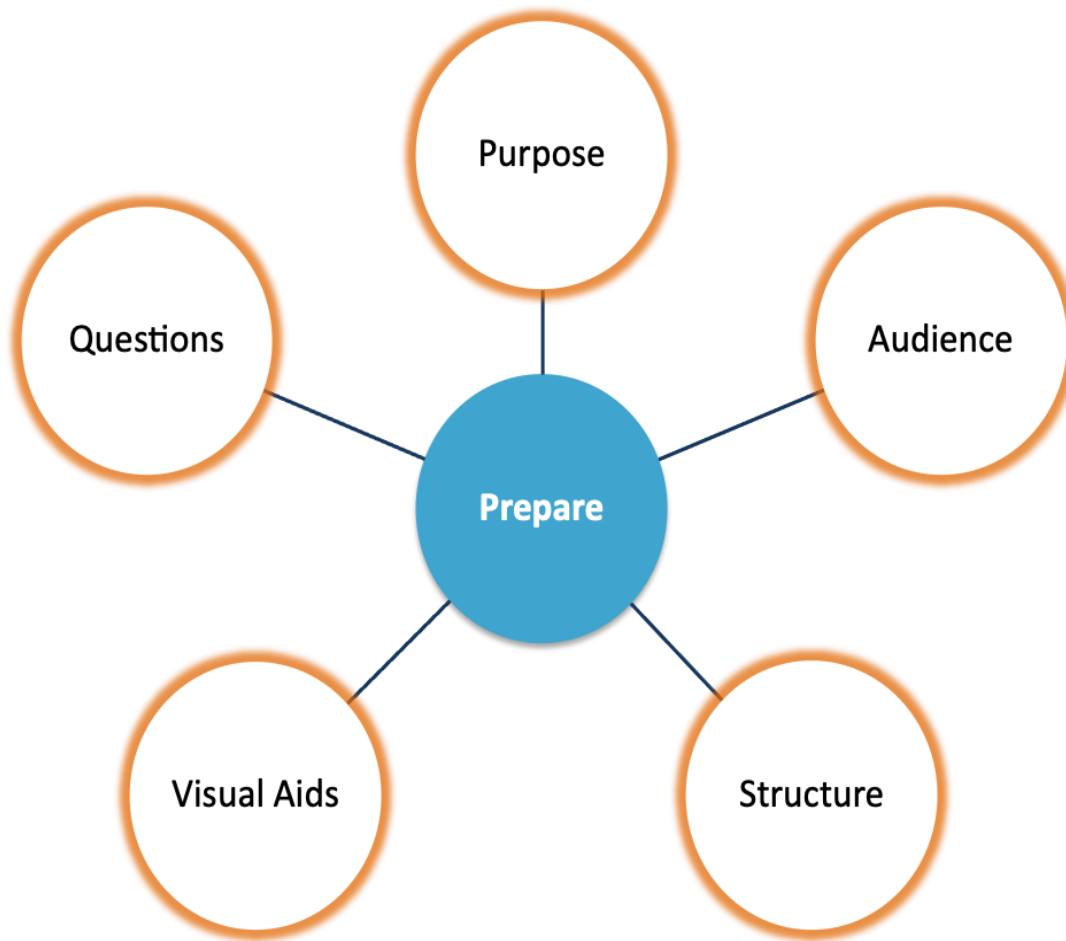 Purpose
Questions
Audience
Prepare
Visual Aids
Structure